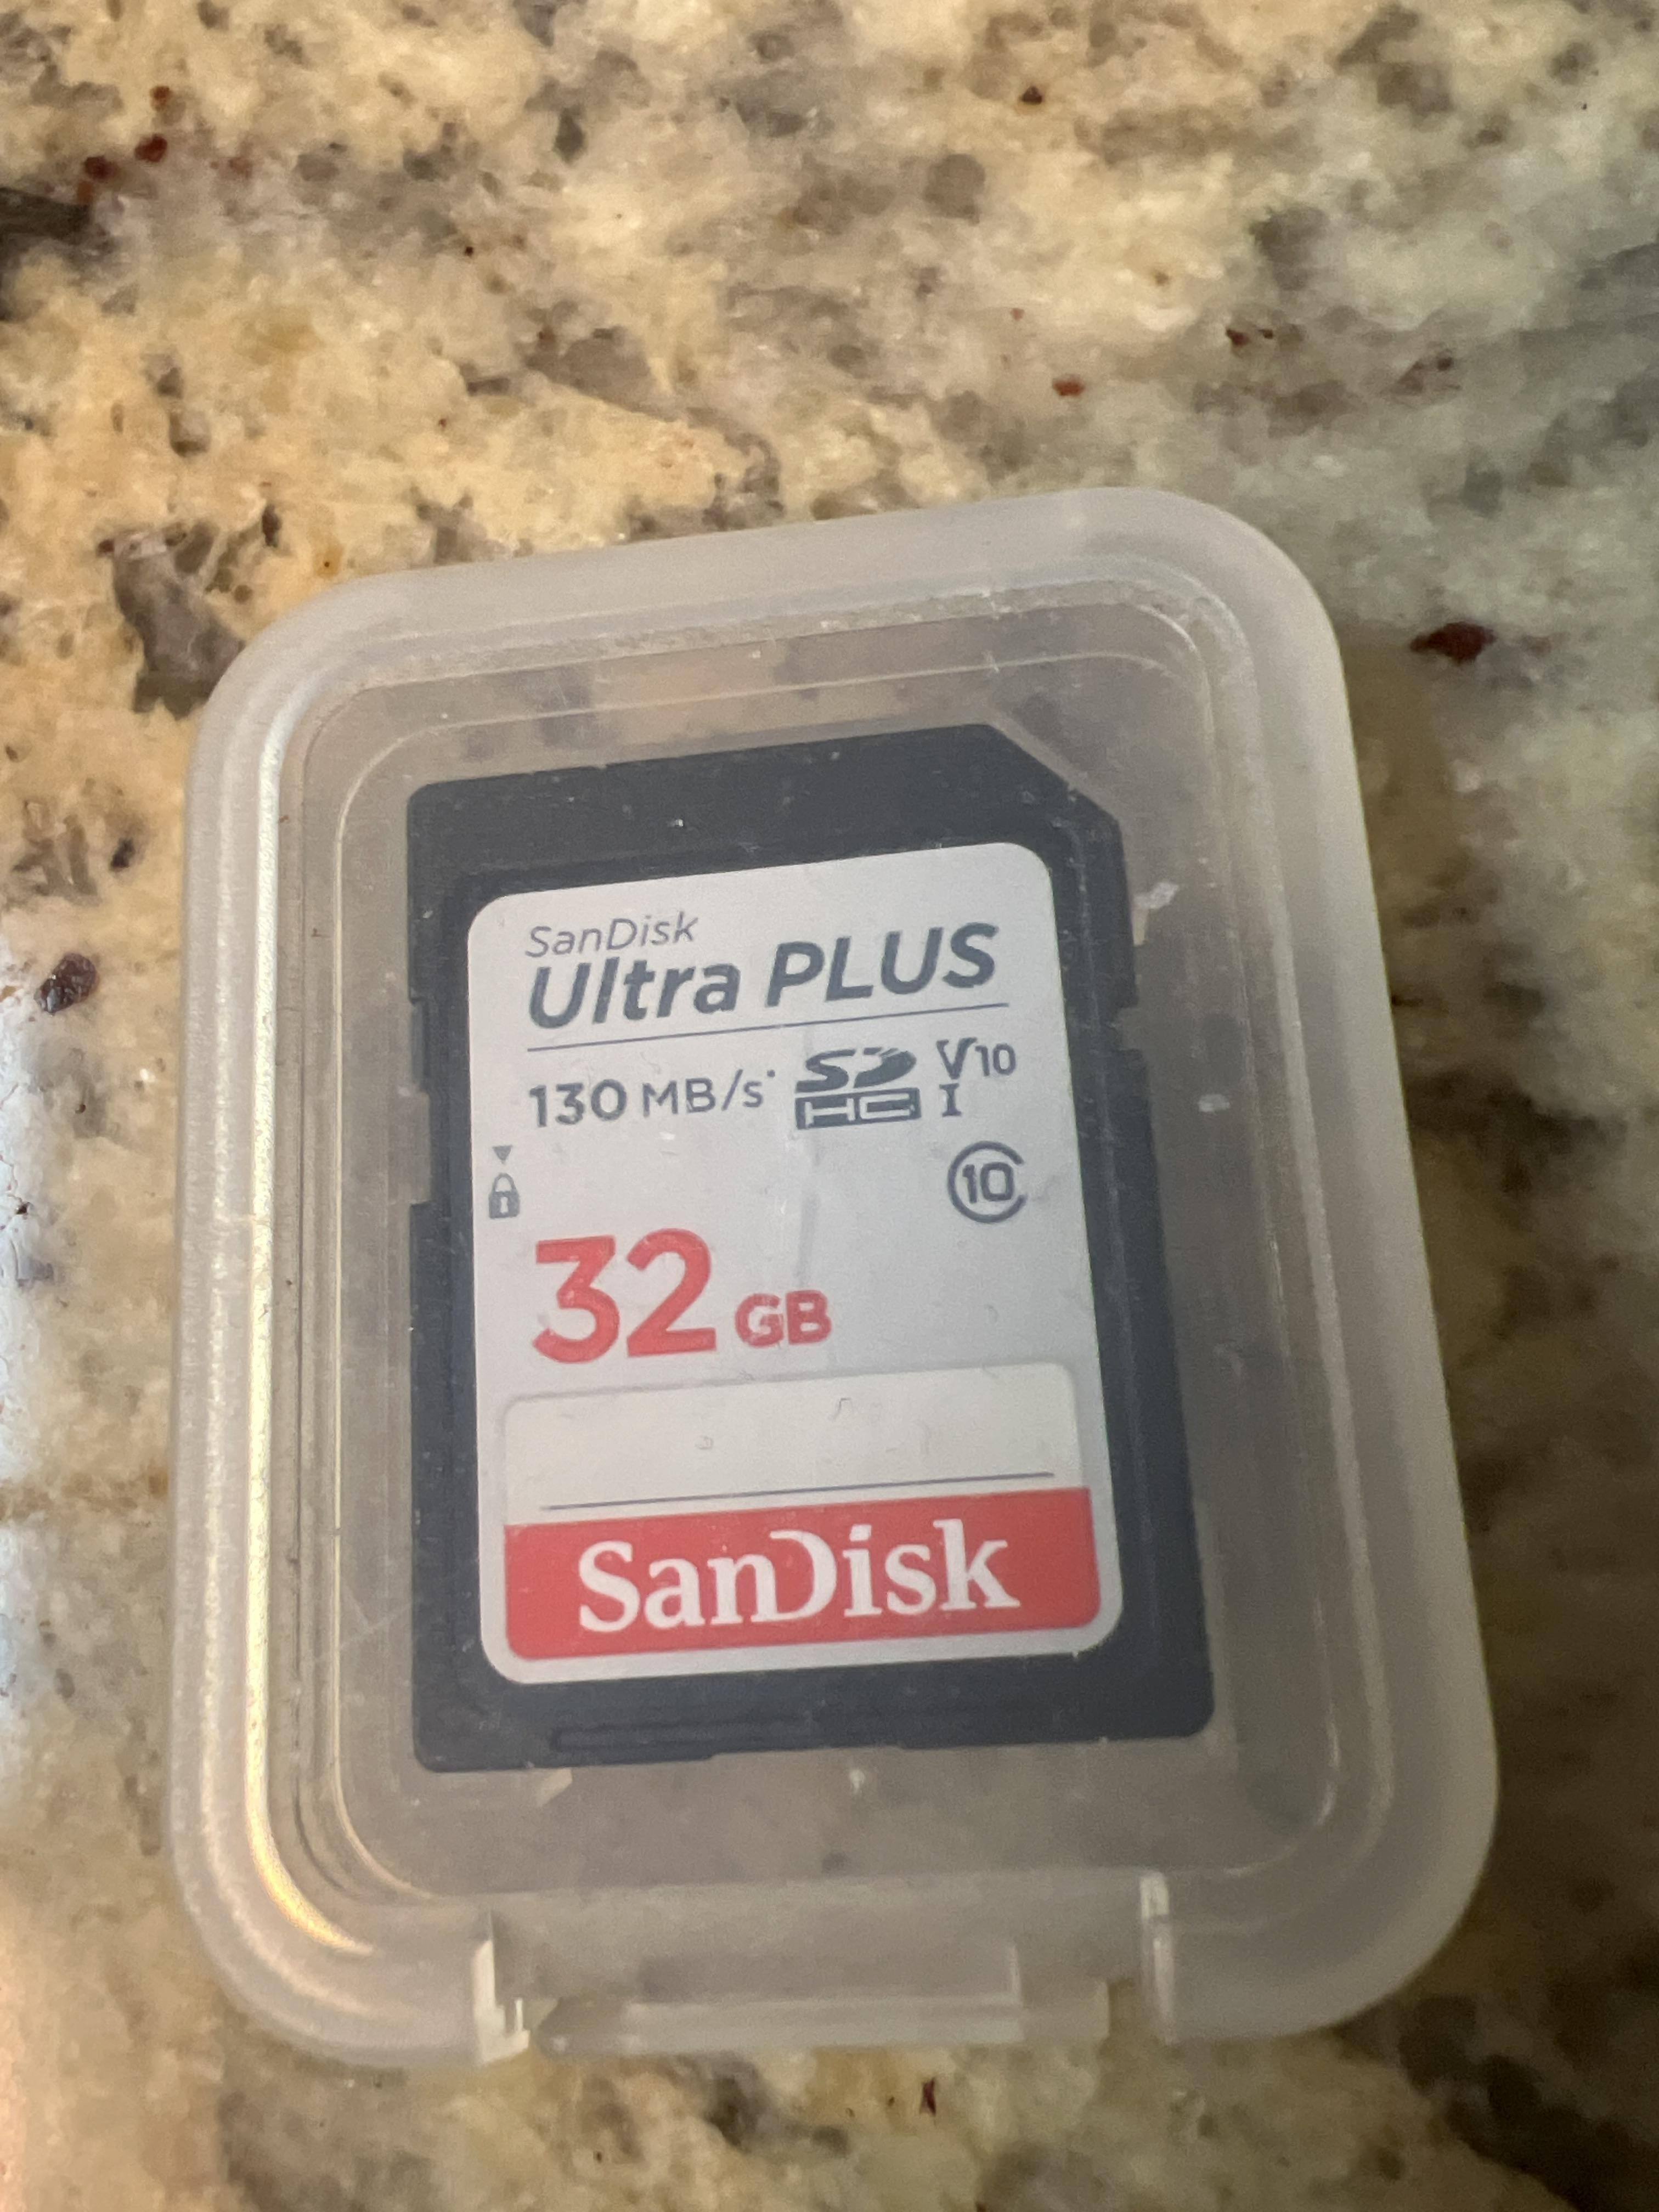 SanDisk
Ultra PLUS
130 MB/s* SD HC I V10
10
32 GB
SanDisk